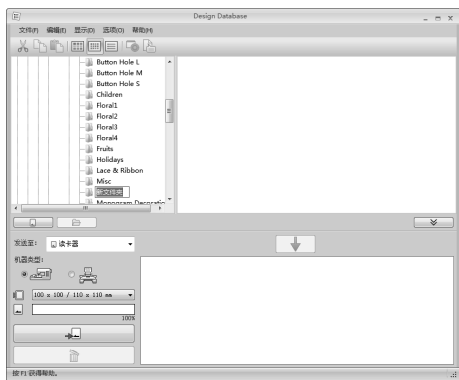 Design Database
文件(F) 编辑(E) 显示(D) 选项(O) 帮助(H)
Button Hole L
Button Hole M
Button Hole S
Children
Floral1
Floral2
Floral3
Floral4
Fruits
Holidays
Lace & Ribbon
Misc
新文件夹
Monogram Decoratio
发送至: 读卡器
机器类型:
100 x 100 / 110 x 110 mm
100%
按 F1 获得帮助。